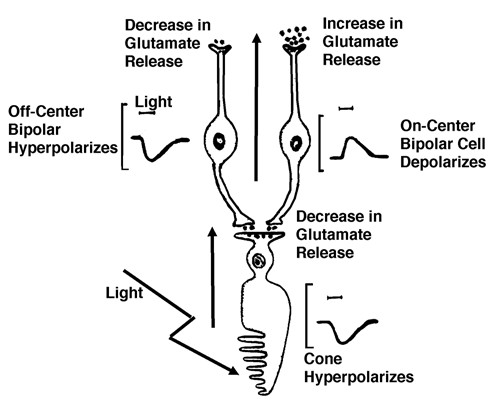 Decrease in
Glutamate
Release
Increase in
Glutamate
Release
Off-Center
Bipolar
Hyperpolarizes
Light
On-Center
Bipolar Cell
Depolarizes
Decrease in
Glutamate
Release
Light
Cone
Hyperpolarizes